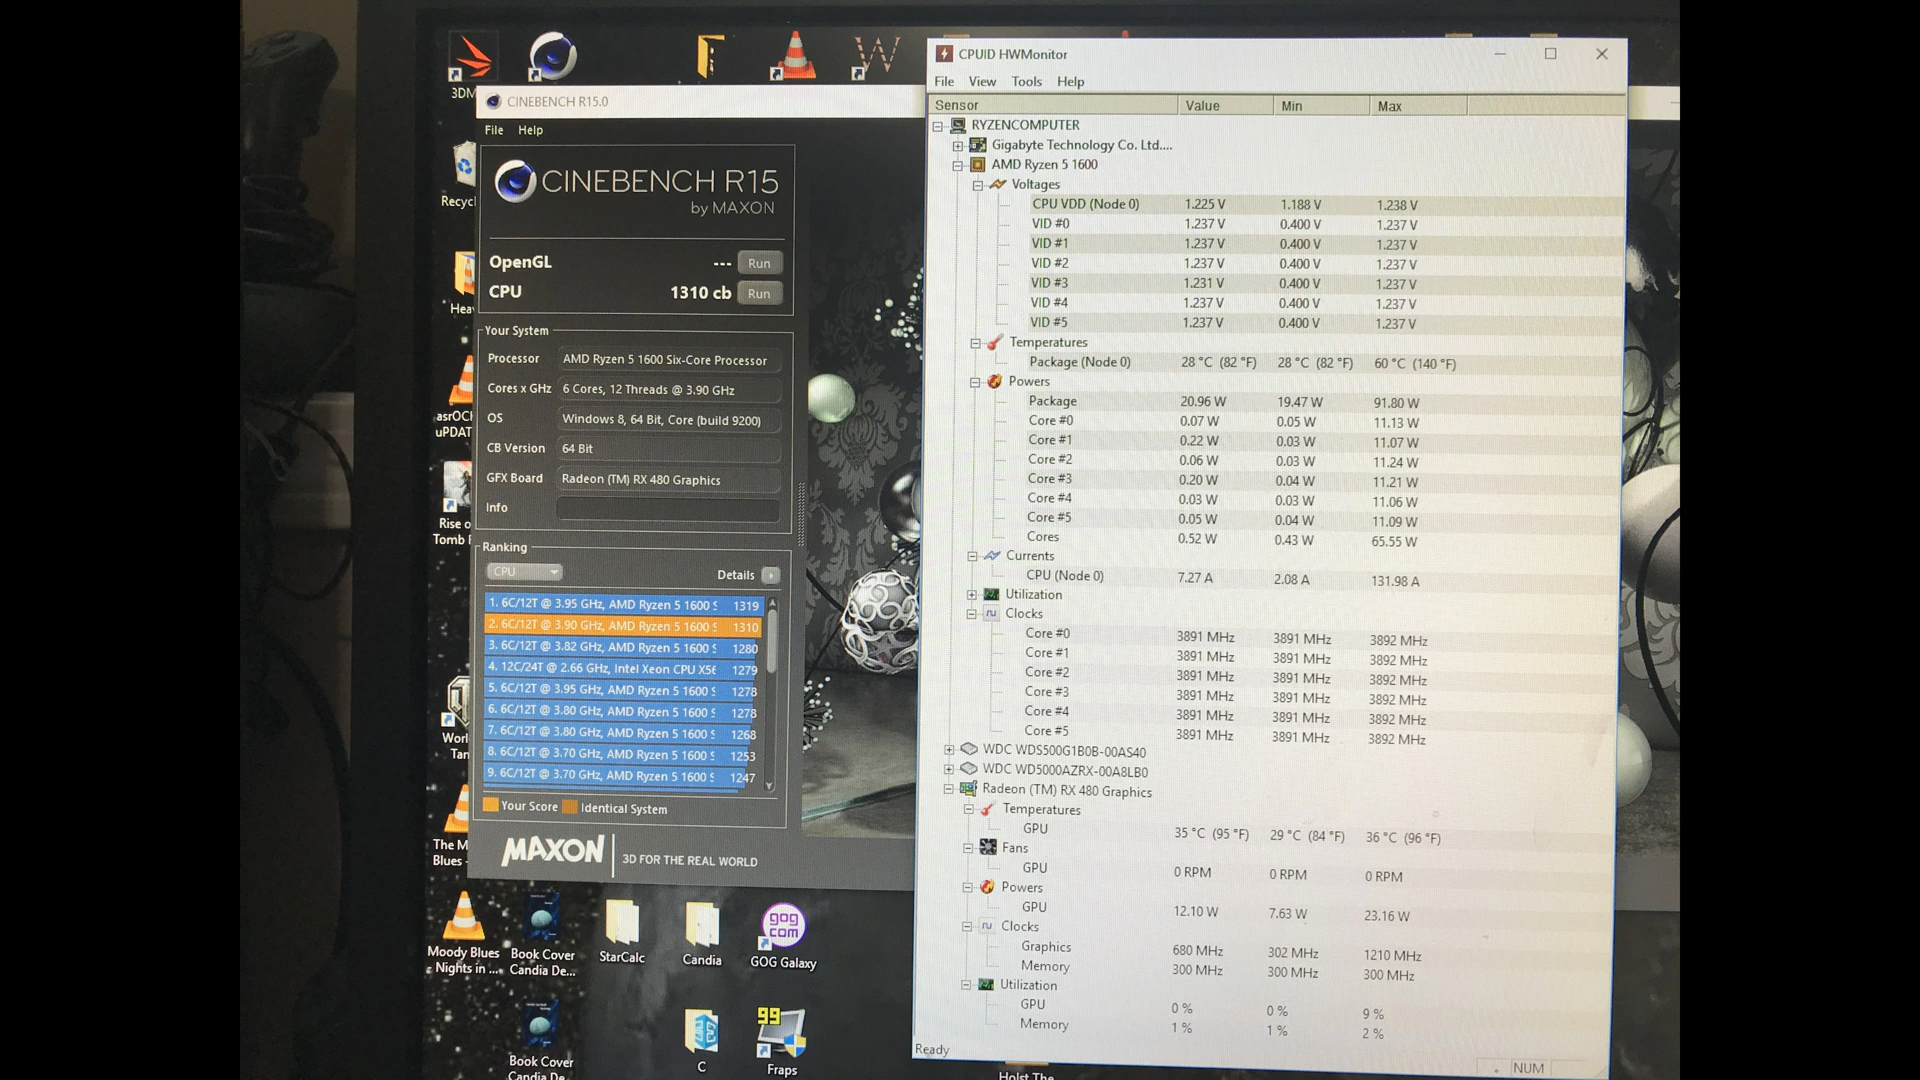 3DM
Recycl
Heav
asrOCK
uPDAT
Rise o
Tomb
Worl
Tan
The M
Blues -
Moody Blues
- Nights in ...
Book Cover
Candia De...
StarCalc
Candia
gog
com
GOG Galaxy
Book Cover
Candia De...
C
99
Fraps
Holst The
CINEBENCH R15.0
File Help
CINEBENCH R15
by MAXON
OpenGL --- Run
CPU 1310 cb Run
Your System
Processor AMD Ryzen 5 1600 Six-Core Processor
Cores x GHz 6 Cores, 12 Threads @ 3.90 GHz
OS Windows 8, 64 Bit, Core (build 9200)
CB Version 64 Bit
GFX Board Radeon (TM) RX 480 Graphics
Info
Ranking
CPU Details
1. 6C/12T @ 3.95 GHz, AMD Ryzen 5 1600 S 1319
2. 6C/12T @ 3.90 GHz, AMD Ryzen 5 1600 S 1310
3. 6C/12T @ 3.82 GHz, AMD Ryzen 5 1600 S 1280
4. 12C/24T @ 2.66 GHz, Intel Xeon CPU X56 1279
5. 6C/12T @ 3.95 GHz, AMD Ryzen 5 1600 S 1278
6. 6C/12T @ 3.80 GHz, AMD Ryzen 5 1600 S 1278
7. 6C/12T @ 3.80 GHz, AMD Ryzen 5 1600 S 1268
8. 6C/12T @ 3.70 GHz, AMD Ryzen 5 1600 S 1253
9. 6C/12T @ 3.70 GHz, AMD Ryzen 5 1600 S 1247
Your Score Identical System
MAXON 3D FOR THE REAL WORLD
CPUID HWMonitor
File View Tools Help
Sensor Value Min Max
RYZENCOMPUTER
Gigabyte Technology Co. Ltd....
AMD Ryzen 5 1600
Voltages
CPU VDD (Node 0) 1.225 V 1.188 V 1.238 V
VID #0 1.237 V 0.400 V 1.237 V
VID #1 1.237 V 0.400 V 1.237 V
VID #2 1.237 V 0.400 V 1.237 V
VID #3 1.231 V 0.400 V 1.237 V
VID #4 1.237 V 0.400 V 1.237 V
VID #5 1.237 V 0.400 V 1.237 V
Temperatures
Package (Node 0) 28 °C (82 °F) 28 °C (82 °F) 60 °C (140 °F)
Powers
Package 20.96 W 19.47 W 91.80 W
Core #0 0.07 W 0.05 W 11.13 W
Core #1 0.22 W 0.03 W 11.07 W
Core #2 0.06 W 0.03 W 11.24 W
Core #3 0.20 W 0.04 W 11.21 W
Core #4 0.03 W 0.03 W 11.06 W
Core #5 0.05 W 0.04 W 11.09 W
Cores 0.52 W 0.43 W 65.55 W
Currents
CPU (Node 0) 7.27 A 2.08 A 131.98 A
Utilization
Clocks
Core #0 3891 MHz 3891 MHz 3892 MHz
Core #1 3891 MHz 3891 MHz 3892 MHz
Core #2 3891 MHz 3891 MHz 3892 MHz
Core #3 3891 MHz 3891 MHz 3892 MHz
Core #4 3891 MHz 3891 MHz 3892 MHz
Core #5 3891 MHz 3891 MHz 3892 MHz
WDC WDS500G1B0B-00AS40
WDC WD5000AZRX-00A8LB0
Radeon (TM) RX 480 Graphics
Temperatures
GPU 35 °C (95 °F) 29 °C (84 °F) 36 °C (96 °F)
Fans
GPU 0 RPM 0 RPM 0 RPM
Powers
GPU 12.10 W 7.63 W 23.16 W
Clocks
Graphics 680 MHz 302 MHz 1210 MHz
Memory 300 MHz 300 MHz 300 MHz
Utilization
GPU 0 % 0 % 9 %
Memory 1 % 1 % 2 %
Ready
NUM